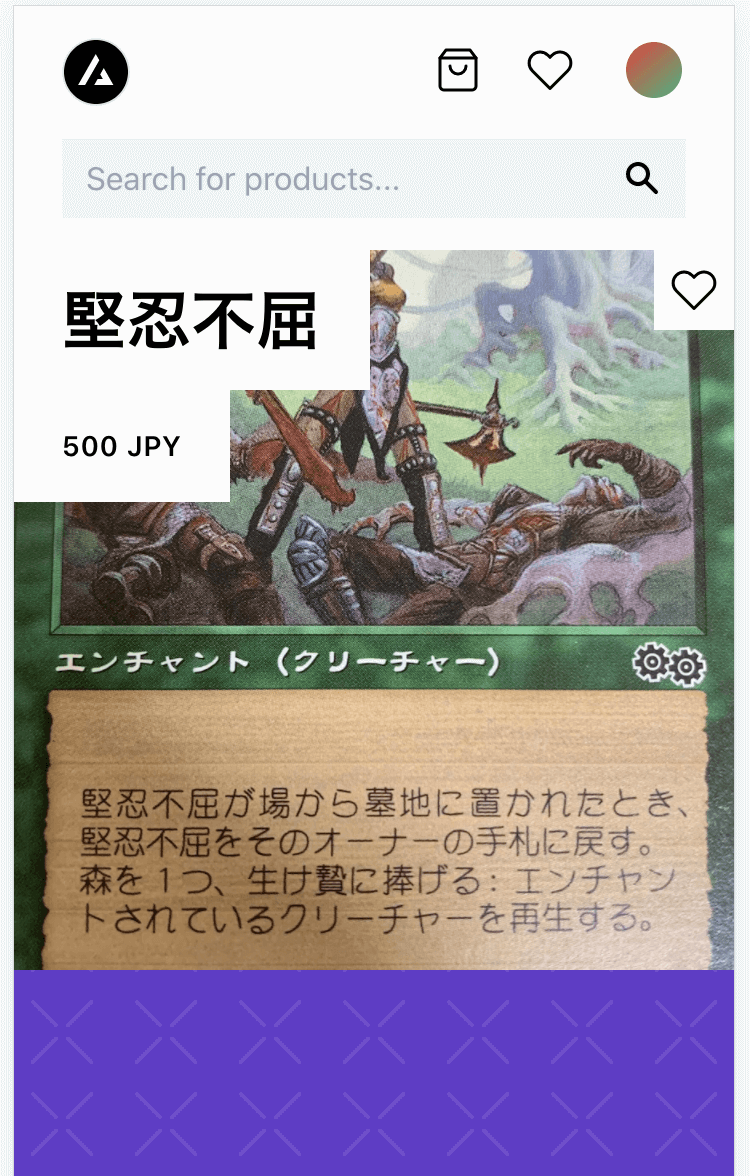 Search for products...
堅忍不屈
500 JPY
エンチャント（クリーチャー）
堅忍不屈が場から墓地に置かれたとき、
堅忍不屈をそのオーナーの手札に戻す。
森を１つ、生け贄に捧げる: エンチャン
トされているクリーチャーを再生する。